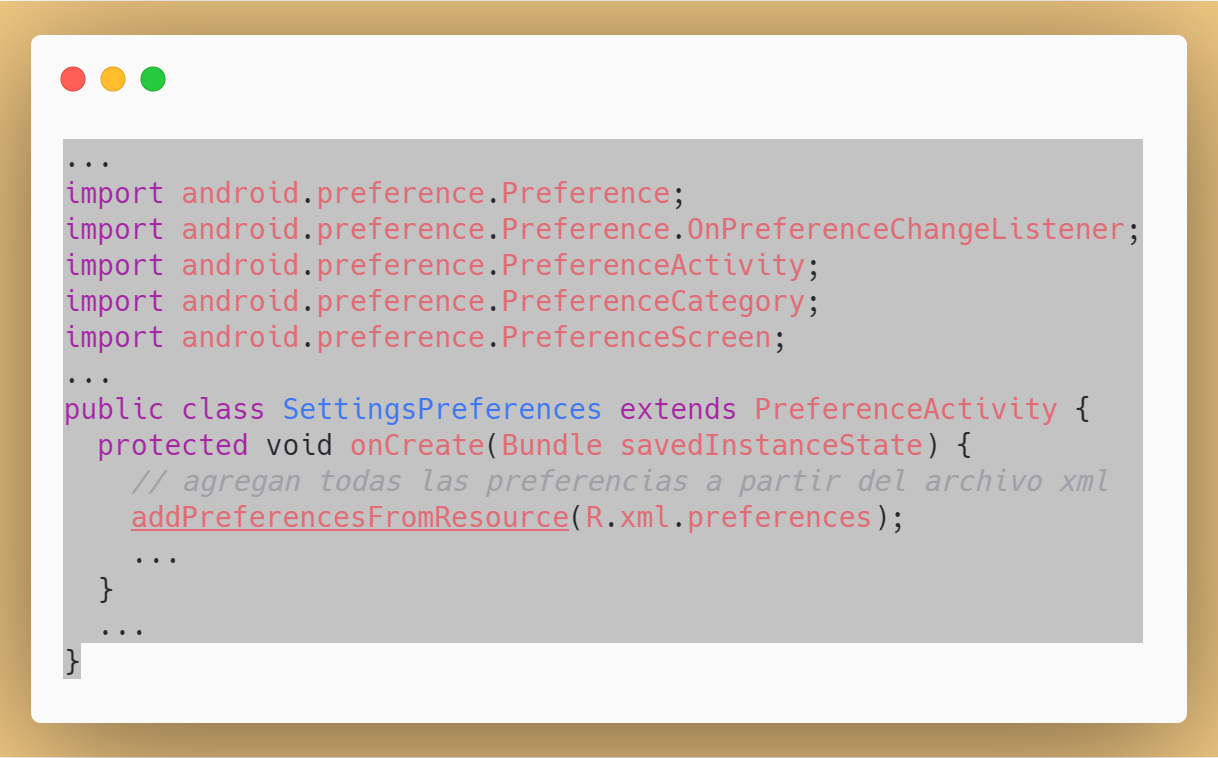 ...
import android.preference.Preference;
import android.preference.Preference.OnPreferenceChangeListener;
import android.preference.PreferenceActivity;
import android.preference.PreferenceCategory;
import android.preference.PreferenceScreen;
...
public class SettingsPreferences extends PreferenceActivity {
  protected void onCreate(Bundle savedInstanceState) {
    // agregan todas las preferencias a partir del archivo xml
    addPreferencesFromResource(R.xml.preferences);
    ...
  }
  ...
}